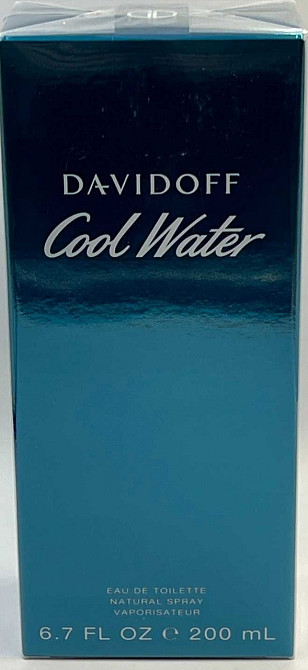 DAVIDOFF
Cool Water
EAU DE TOILETTE
NATURAL SPRAY
VAPORISATEUR
6.7 FL OZ ℮ 200 mL